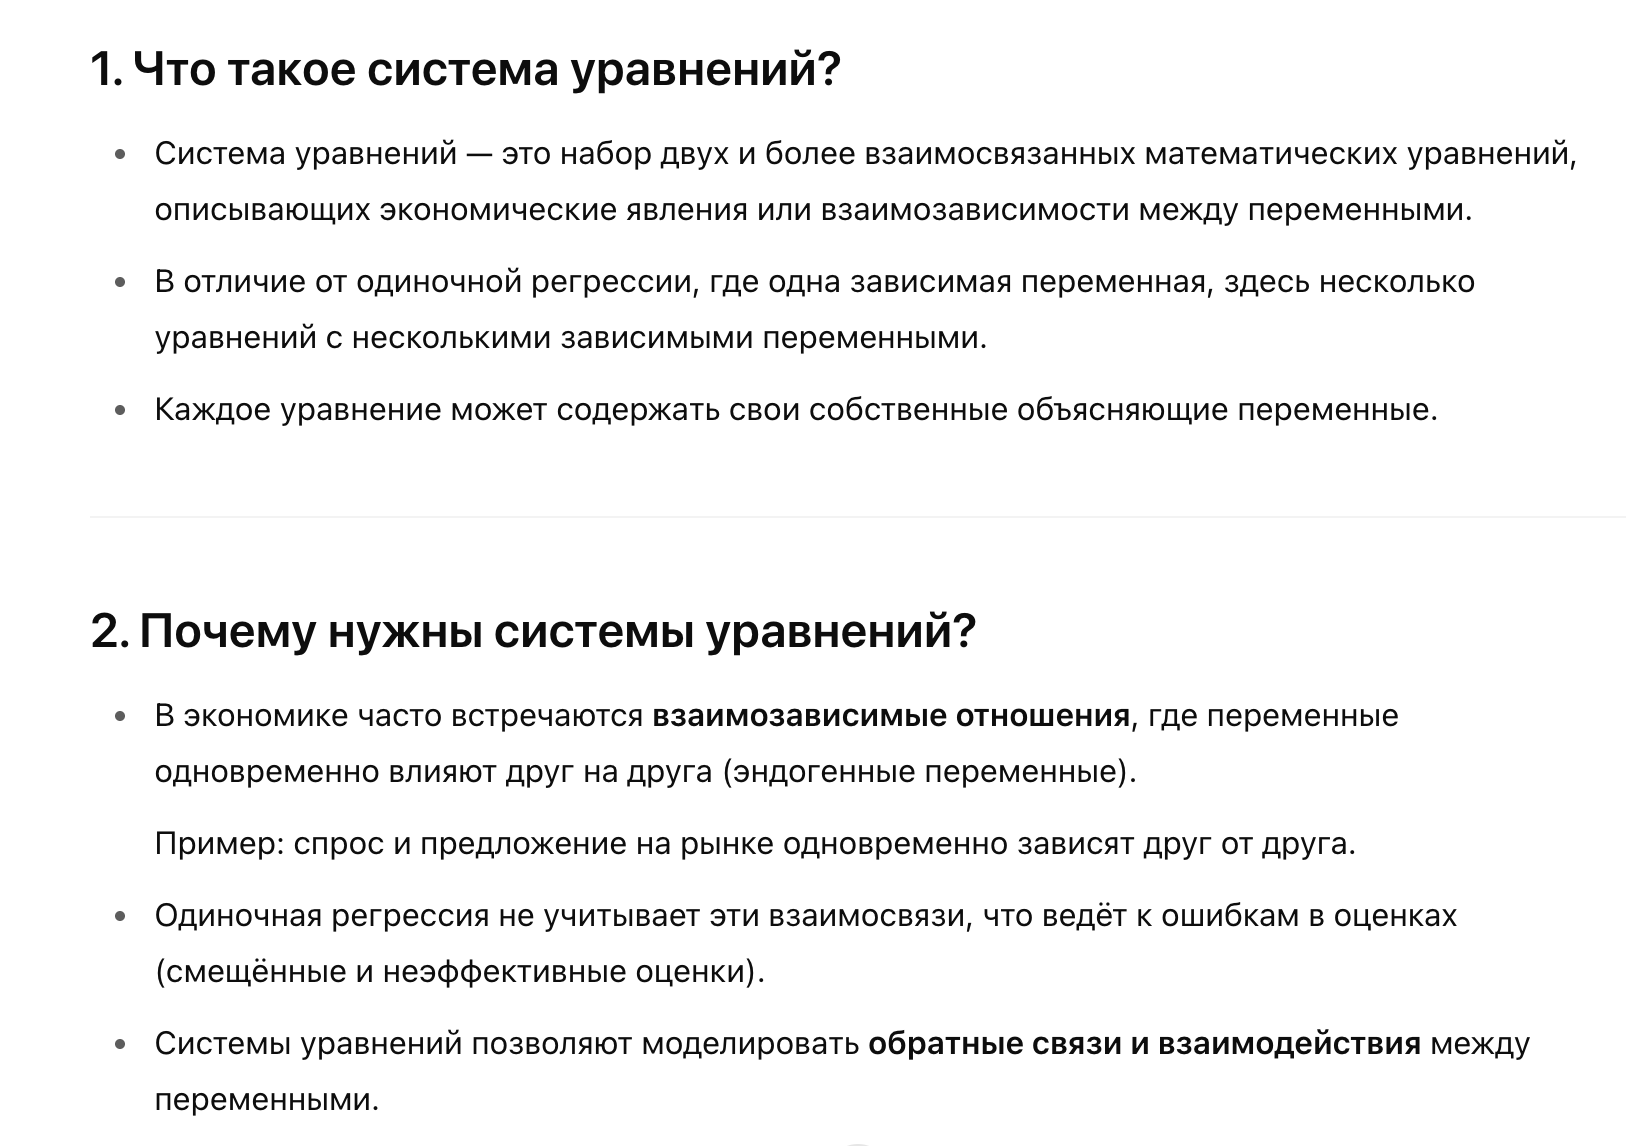 1. Что такое система уравнений?
• Система уравнений — это набор двух и более взаимосвязанных математических уравнений,
описывающих экономические явления или взаимозависимости между переменными.
• В отличие от одиночной регрессии, где одна зависимая переменная, здесь несколько
уравнений с несколькими зависимыми переменными.
• Каждое уравнение может содержать свои собственные объясняющие переменные.
2. Почему нужны системы уравнений?
• В экономике часто встречаются взаимозависимые отношения, где переменные
одновременно влияют друг на друга (эндогенные переменные).
Пример: спрос и предложение на рынке одновременно зависят друг от друга.
• Одиночная регрессия не учитывает эти взаимосвязи, что ведёт к ошибкам в оценках
(смещённые и неэффективные оценки).
• Системы уравнений позволяют моделировать обратные связи и взаимодействия между
переменными.